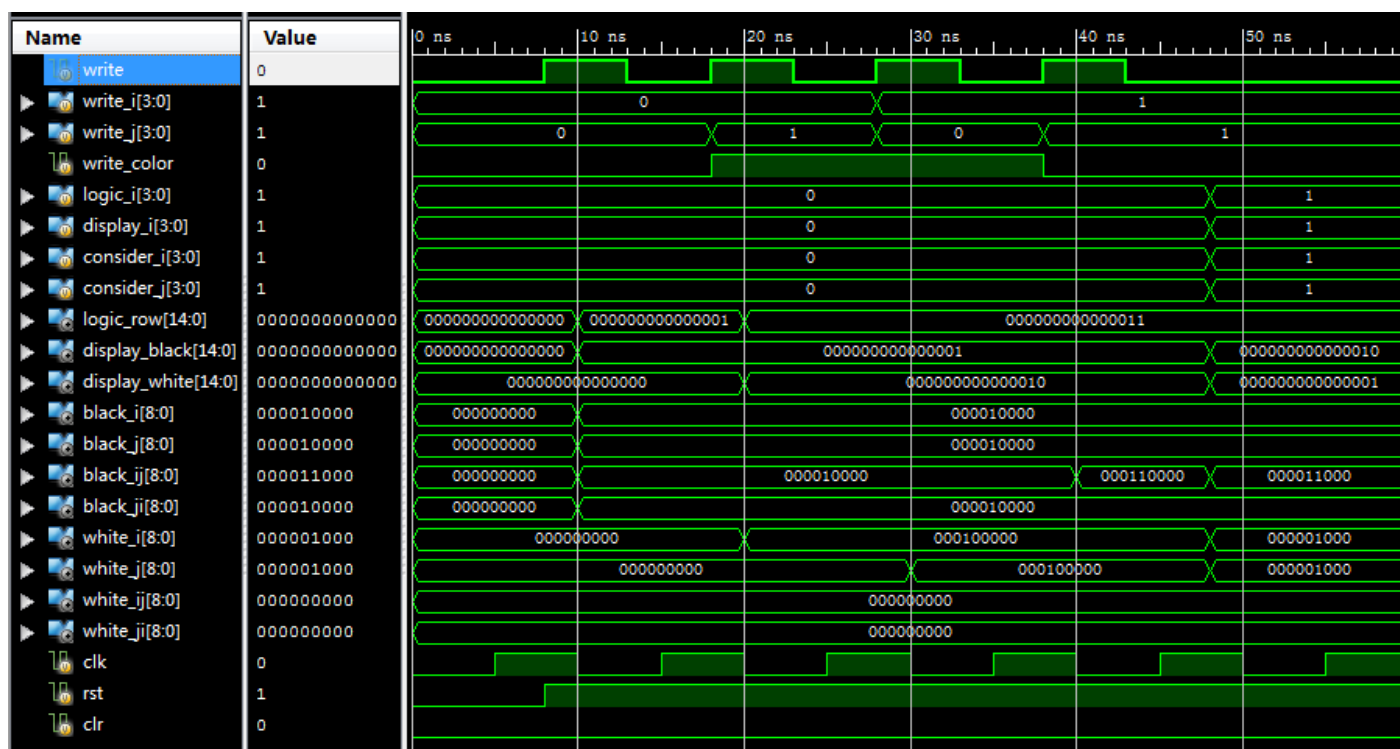 Name Value 0 ns 10 ns 20 ns 30 ns 40 ns 50 ns
write 0
write_i[3:0] 1 0 1
write_j[3:0] 1 0 1 0 1
write_color 0
logic_i[3:0] 1 0 1
display_i[3:0] 1 0 1
consider_i[3:0] 1 0 1
consider_j[3:0] 1 0 1
logic_row[14:0] 0000000000000 000000000000000 000000000000001 000000000000011
display_black[14:0] 0000000000000 000000000000000 000000000000001 000000000000010
display_white[14:0] 0000000000000 000000000000000 000000000000010 000000000000001
black_i[8:0] 000010000 000000000 000010000
black_j[8:0] 000010000 000000000 000010000
black_ij[8:0] 000011000 000000000 000010000 000110000 000011000
black_ji[8:0] 000010000 000000000 000010000
white_i[8:0] 000001000 000000000 000100000 000001000
white_j[8:0] 000001000 000000000 000100000 000001000
white_ij[8:0] 000000000 000000000
white_ji[8:0] 000000000 000000000
clk 0
rst 1
clr 0